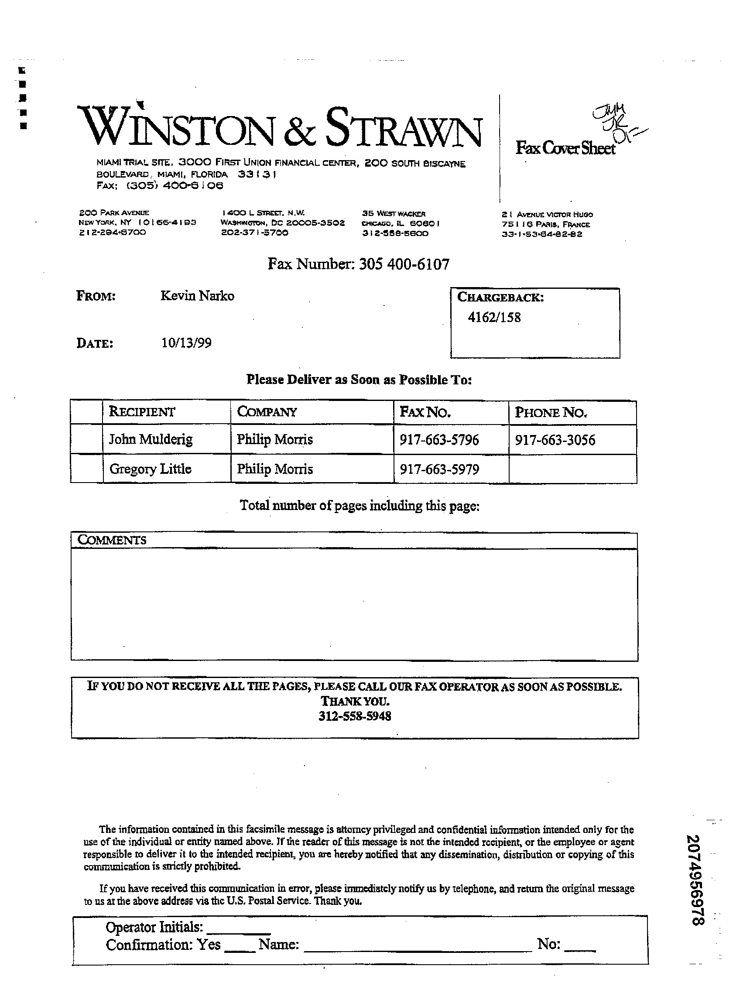 WINSTON & STRAWN
Fax Cover Sheet
MIAMI TRIAL SITE, 3000 FIRST UNION FINANCIAL CENTER, 200 SOUTH BISCAYNE
BOULEVARD, MIAMI, FLORIDA 33131
FAX: (305) 400-6106
200 PARK AVENUE
NEW YORK, NY 10166-4193
212-294-6700
1400 L STREET, N.W.
WASHINGTON, DC 20005-3502
202-371-5700
35 WEST WACKER
CHICAGO, IL 60601
312-558-5600
21 AVENUE VICTOR HUGO
75116 PARIS, FRANCE
33-1-53-64-82-82
Fax Number: 305 400-6107
FROM: Kevin Narko
CHARGEBACK:
4162/158
DATE: 10/13/99
Please Deliver as Soon as Possible To:
RECIPIENT COMPANY FAX NO. PHONE NO.
John Mulderig Philip Morris 917-663-5796 917-663-3056
Gregory Little Philip Morris 917-663-5979
Total number of pages including this page:
COMMENTS
IF YOU DO NOT RECEIVE ALL THE PAGES, PLEASE CALL OUR FAX OPERATOR AS SOON AS POSSIBLE.
THANK YOU.
312-558-5948
The information contained in this facsimile message is attorney privileged and confidential information intended only for the
use of the individual or entity named above. If the reader of this message is not the intended recipient, or the employee or agent
responsible to deliver it to the intended recipient, you are hereby notified that any dissemination, distribution or copying of this
communication is strictly prohibited.
If you have received this communication in error, please immediately notify us by telephone, and return the original message
to us at the above address via the U.S. Postal Service. Thank you.
Operator Initials: ________
Confirmation: Yes ____ Name: ______________________________ No: ____
2074956978